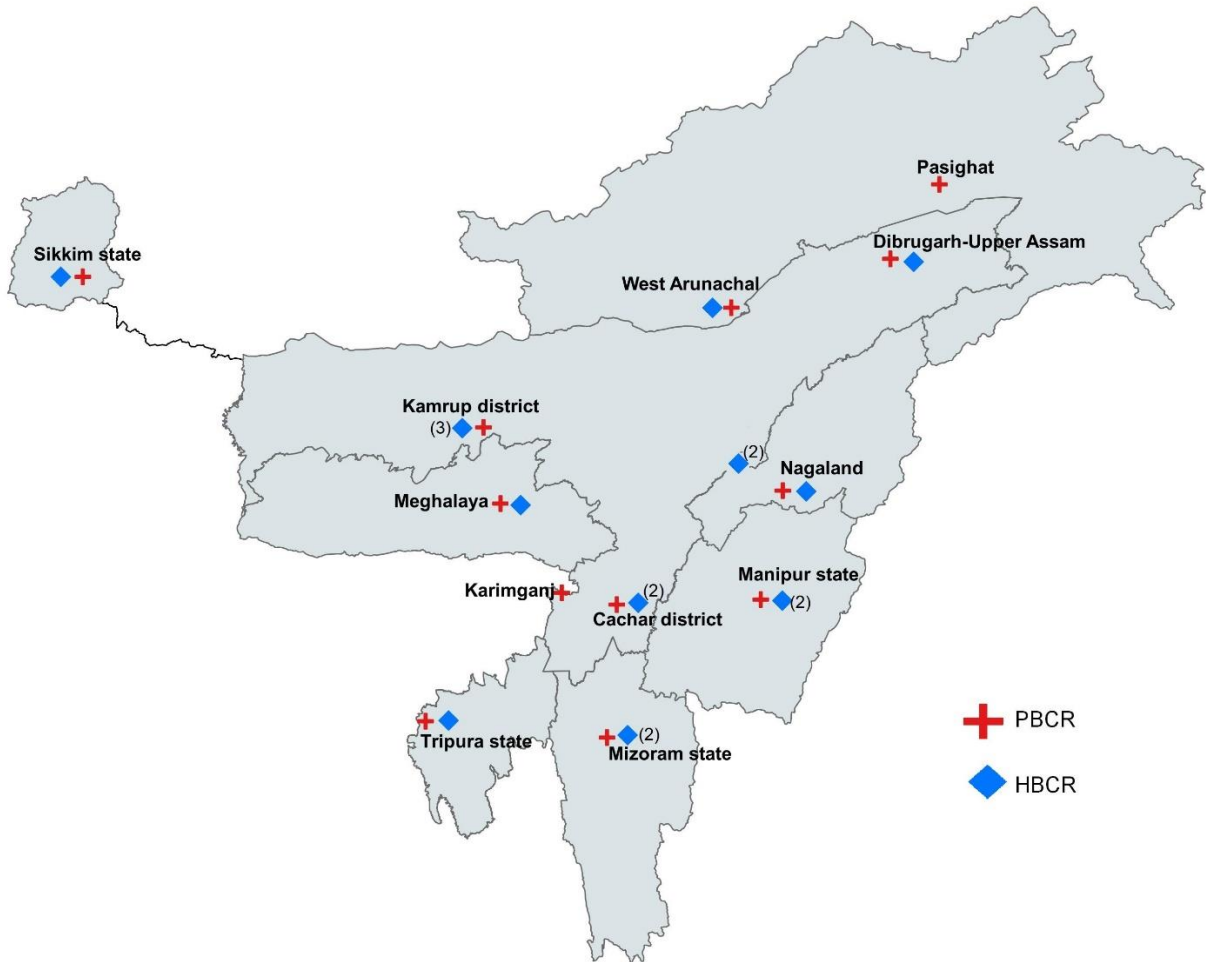 Pasighat
Dibrugarh-Upper Assam
Sikkim state
West Arunachal
Kamrup district
(3)
(2)
Nagaland
Meghalaya
Karimganj
(2)
Cachar district
Manipur state
(2)
Tripura state
(2)
Mizoram state
PBCR
HBCR